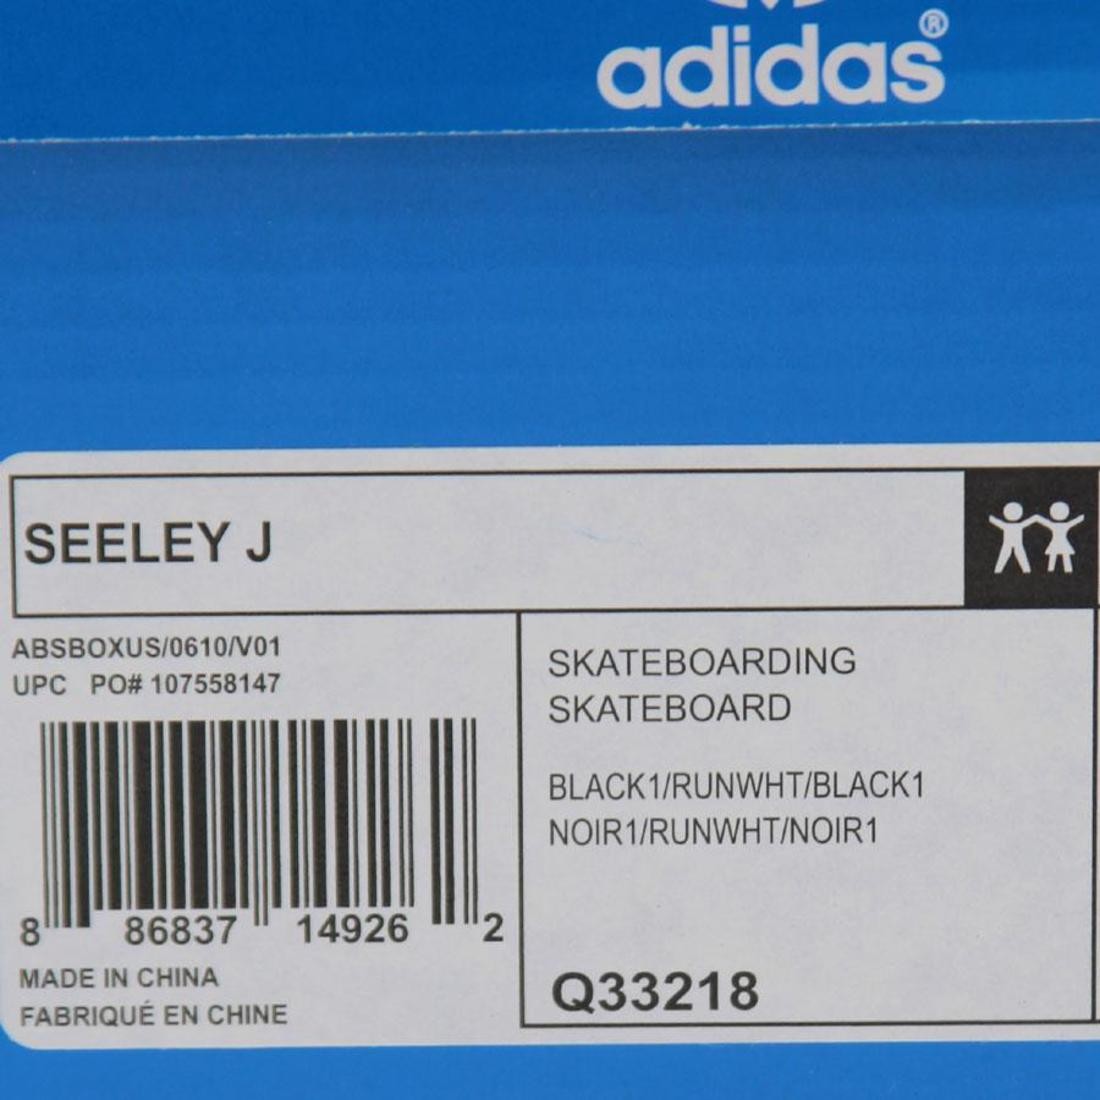 adidas®
SEELEY J
ABSBOXUS/0610/V01
UPC PO# 107558147
8 86837 14926 2
MADE IN CHINA
FABRIQUÉ EN CHINE
SKATEBOARDING
SKATEBOARD
BLACK1/RUNWHT/BLACK1
NOIR1/RUNWHT/NOIR1
Q33218